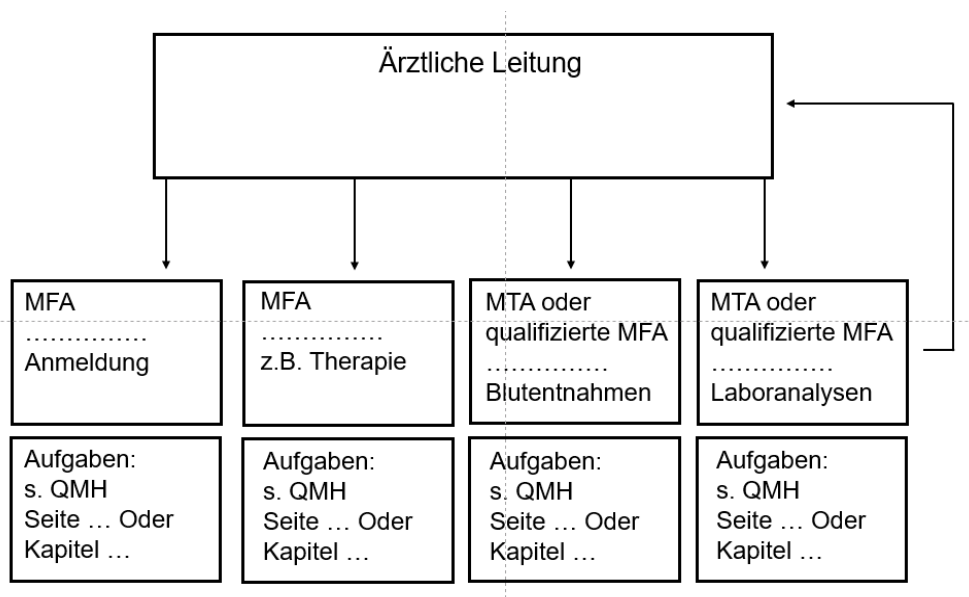 Ärztliche Leitung
MFA
……………
Anmeldung
MFA
……………
z.B. Therapie
MTA oder
qualifizierte MFA
……………
Blutentnahmen
MTA oder
qualifizierte MFA
……………
Laboranalysen
Aufgaben:
s. QMH
Seite … Oder
Kapitel …
Aufgaben:
s. QMH
Seite … Oder
Kapitel …
Aufgaben:
s. QMH
Seite … Oder
Kapitel …
Aufgaben:
s. QMH
Seite … Oder
Kapitel …